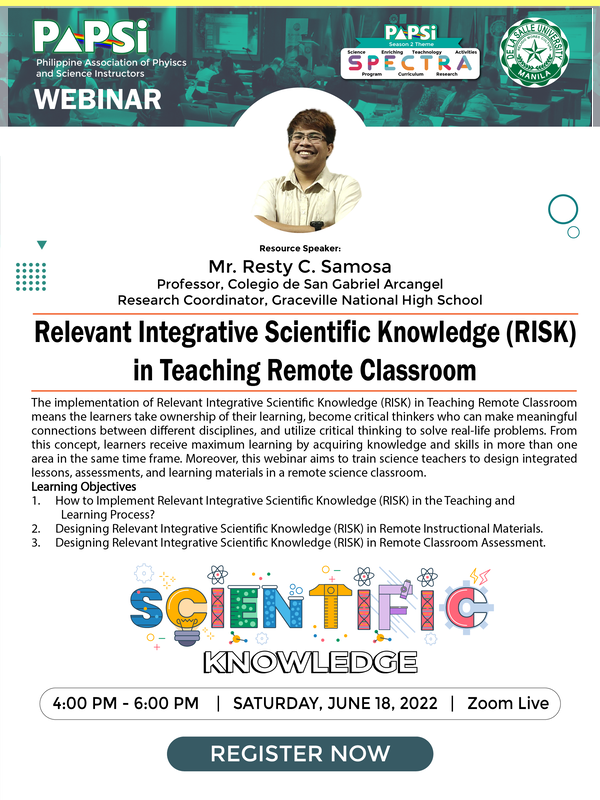 PAPSi
Philippine Association of Phyiscs
and Science Instructors
WEBINAR
PAPSi
Season 2 Theme
Science Enriching Technology Activities
SPECTRA
Program Curriculum Research
DE LA SALLE UNIVERSITY
MANILA
Resource Speaker:
Mr. Resty C. Samosa
Professor, Colegio de San Gabriel Arcangel
Research Coordinator, Graceville National High School
Relevant Integrative Scientific Knowledge (RISK)
in Teaching Remote Classroom
The implementation of Relevant Integrative Scientific Knowledge (RISK) in Teaching Remote Classroom
means the learners take ownership of their learning, become critical thinkers who can make meaningful
connections between different disciplines, and utilize critical thinking to solve real-life problems. From
this concept, learners receive maximum learning by acquiring knowledge and skills in more than one
area in the same time frame. Moreover, this webinar aims to train science teachers to design integrated
lessons, assessments, and learning materials in a remote science classroom.
Learning Objectives
1. How to Implement Relevant Integrative Scientific Knowledge (RISK) in the Teaching and
Learning Process?
2. Designing Relevant Integrative Scientific Knowledge (RISK) in Remote Instructional Materials.
3. Designing Relevant Integrative Scientific Knowledge (RISK) in Remote Classroom Assessment.
SCIENTIFIC
KNOWLEDGE
4:00 PM - 6:00 PM | SATURDAY, JUNE 18, 2022 | Zoom Live
REGISTER NOW